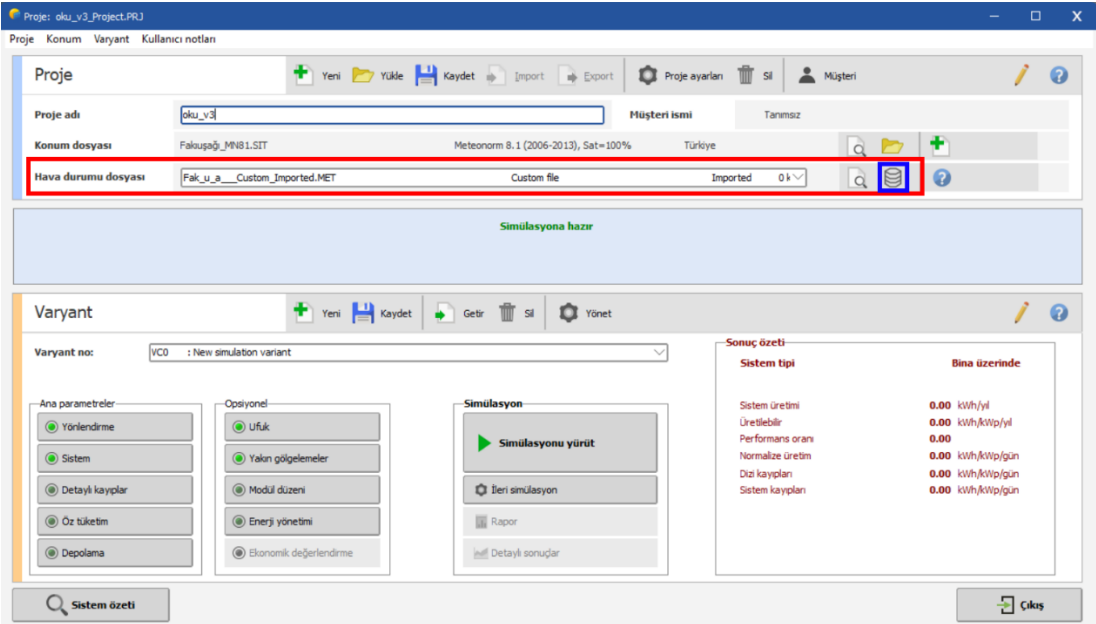 Proje: oku_v3_Project.PRJ
Proje Konum Varyant Kullanıcı notları
Proje Yeni Yükle Kaydet Import Export Proje ayarları Sil Müşteri
Proje adı oku_v3 Müşteri ismi Tanımsız
Konum dosyası Fakıuşağı_MN81.SIT Meteonorm 8.1 (2006-2013), Sat=100% Türkiye
Hava durumu dosyası Fak_u_a___Custom_Imported.MET Custom file Imported 0 k
Simülasyona hazır
Varyant Yeni Kaydet Getir Sil Yönet
Varyant no: VC0 : New simulation variant
Sonuç özeti
Sistem tipi Bina üzerinde
Ana parametreler Opsiyonel Simülasyon
Yönlendirme Ufuk Simülasyonu yürüt
Sistem Yakın gölgelemeler
Detaylı kayıplar Modül düzeni İleri simülasyon
Öz tüketim Enerji yönetimi Rapor
Depolama Ekonomik değerlendirme Detaylı sonuçlar
Sistem üretimi 0.00 kWh/yıl
Üretilebilir 0.00 kWh/kWp/yıl
Performans oranı 0.00
Normalize üretim 0.00 kWh/kWp/gün
Dizi kayıpları 0.00 kWh/kWp/gün
Sistem kayıpları 0.00 kWh/kWp/gün
Sistem özeti Çıkış